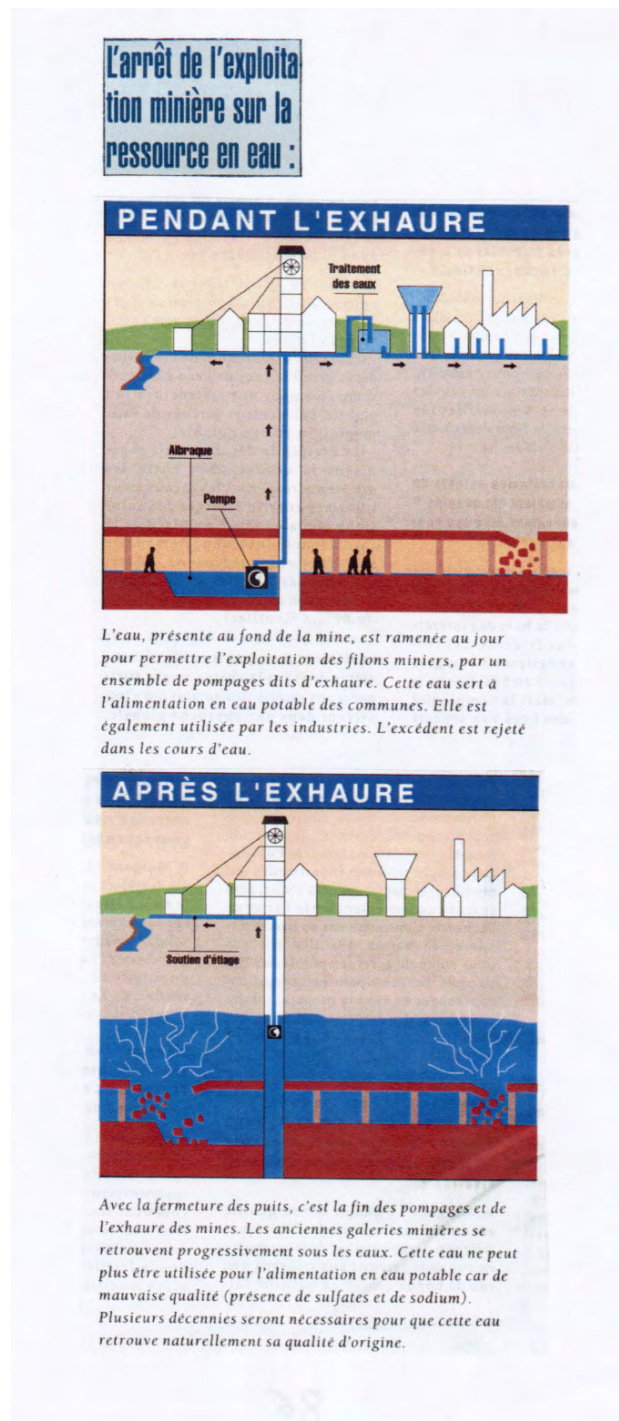 L'arrêt de l'exploita
tion minière sur la
ressource en eau :
PENDANT L'EXHAURE
Traitement
des eaux
Albraque
Pompe
L'eau, présente au fond de la mine, est ramenée au jour
pour permettre l'exploitation des filons miniers, par un
ensemble de pompages dits d'exhaure. Cette eau sert à
l'alimentation en eau potable des communes. Elle est
également utilisée par les industries. L'excédent est rejeté
dans les cours d'eau.
APRÈS L'EXHAURE
Soutien d'étiage
Avec la fermeture des puits, c'est la fin des pompages et de
l'exhaure des mines. Les anciennes galeries minières se
retrouvent progressivement sous les eaux. Cette eau ne peut
plus être utilisée pour l'alimentation en eau potable car de
mauvaise qualité (présence de sulfates et de sodium).
Plusieurs décennies seront nécessaires pour que cette eau
retrouve naturellement sa qualité d'origine.